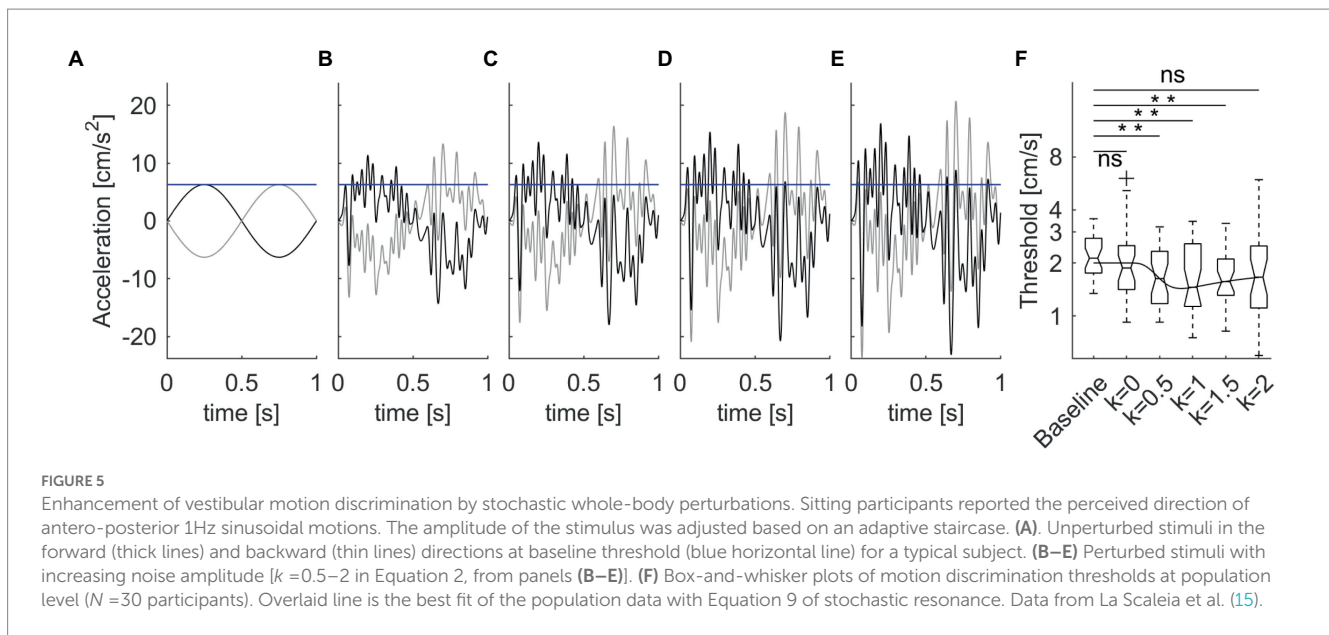 A
B
C
D
E
F
Acceleration [cm/s²]
20
10
0
-10
-20
0 0.5 1
time [s]
0 0.5 1
time [s]
0 0.5 1
time [s]
0 0.5 1
time [s]
0 0.5 1
time [s]
Threshold [cm/s]
8
4
3
2
1
ns
* *
* *
* *
ns
Baseline
k=0
k=0.5
k=1
k=1.5
k=2
FIGURE 5
Enhancement of vestibular motion discrimination by stochastic whole-body perturbations. Sitting participants reported the perceived direction of
antero-posterior 1Hz sinusoidal motions. The amplitude of the stimulus was adjusted based on an adaptive staircase. (A). Unperturbed stimuli in the
forward (thick lines) and backward (thin lines) directions at baseline threshold (blue horizontal line) for a typical subject. (B–E) Perturbed stimuli with
increasing noise amplitude [k =0.5–2 in Equation 2, from panels (B–E)]. (F) Box-and-whisker plots of motion discrimination thresholds at population
level (N =30 participants). Overlaid line is the best fit of the population data with Equation 9 of stochastic resonance. Data from La Scaleia et al. (15).